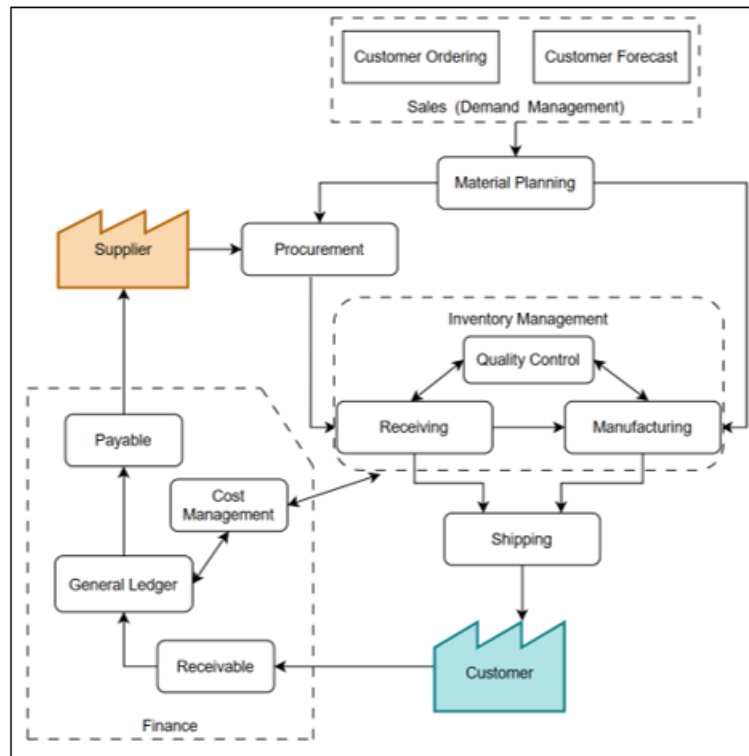 Customer Ordering
Customer Forecast
Sales (Demand Management)
Material Planning
Supplier
Procurement
Inventory Management
Quality Control
Payable
Receiving
Manufacturing
Cost
Management
Shipping
General Ledger
Receivable
Customer
Finance